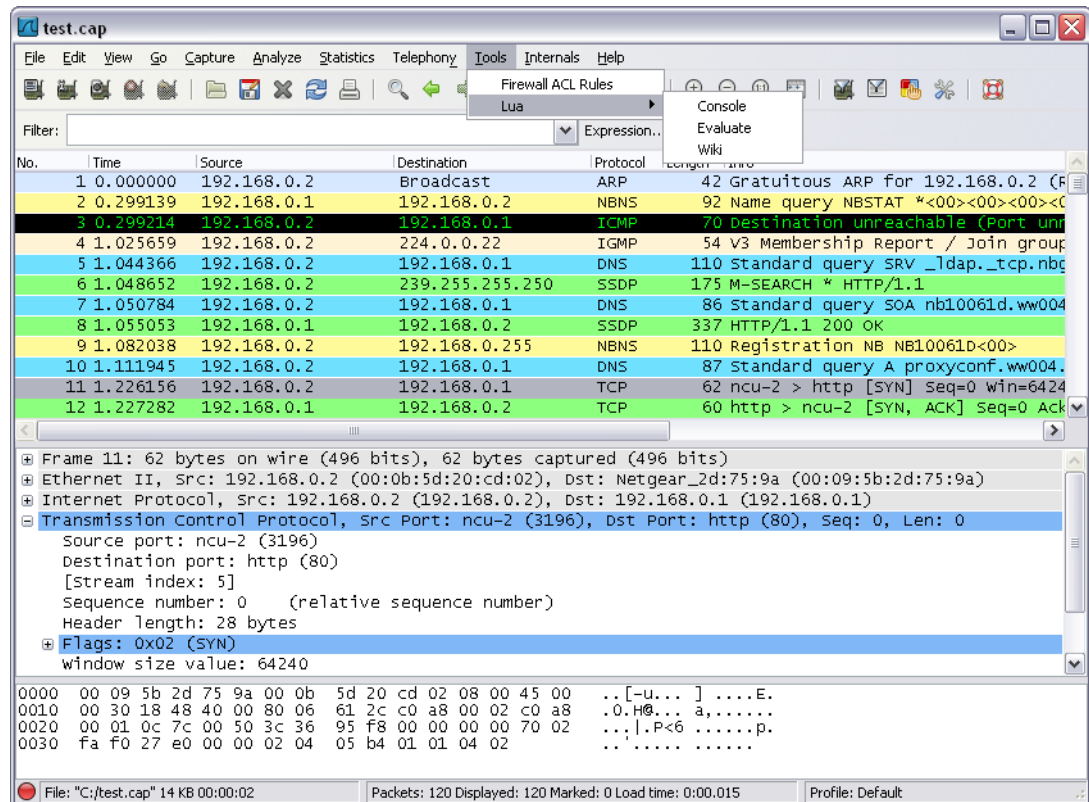 test.cap
File Edit View Go Capture Analyze Statistics Telephony Tools Internals Help
Firewall ACL Rules
Lua
Console
Evaluate
Wiki
Filter: Expression...
No. Time Source Destination Protocol Length Info
1 0.000000 192.168.0.2 Broadcast ARP 42 Gratuitous ARP for 192.168.0.2 (R
2 0.299139 192.168.0.1 192.168.0.2 NBNS 92 Name query NBSTAT *<00><00><00><0
3 0.299214 192.168.0.2 192.168.0.1 ICMP 70 Destination unreachable (Port unr
4 1.025659 192.168.0.2 224.0.0.22 IGMP 54 V3 Membership Report / Join group
5 1.044366 192.168.0.2 192.168.0.1 DNS 110 Standard query SRV _ldap._tcp.nbg
6 1.048652 192.168.0.2 239.255.255.250 SSDP 175 M-SEARCH * HTTP/1.1
7 1.050784 192.168.0.2 192.168.0.1 DNS 86 Standard query SOA nb10061d.ww004
8 1.055053 192.168.0.1 192.168.0.2 SSDP 337 HTTP/1.1 200 OK
9 1.082038 192.168.0.2 192.168.0.255 NBNS 110 Registration NB NB10061D<00>
10 1.111945 192.168.0.2 192.168.0.1 DNS 87 Standard query A proxyconf.ww004.
11 1.226156 192.168.0.2 192.168.0.1 TCP 62 ncu-2 > http [SYN] Seq=0 Win=6424
12 1.227282 192.168.0.1 192.168.0.2 TCP 60 http > ncu-2 [SYN, ACK] Seq=0 Ack
Frame 11: 62 bytes on wire (496 bits), 62 bytes captured (496 bits)
Ethernet II, Src: 192.168.0.2 (00:0b:5d:20:cd:02), Dst: Netgear_2d:75:9a (00:09:5b:2d:75:9a)
Internet Protocol, Src: 192.168.0.2 (192.168.0.2), Dst: 192.168.0.1 (192.168.0.1)
Transmission Control Protocol, Src Port: ncu-2 (3196), Dst Port: http (80), Seq: 0, Len: 0
Source port: ncu-2 (3196)
Destination port: http (80)
[Stream index: 5]
Sequence number: 0 (relative sequence number)
Header length: 28 bytes
Flags: 0x02 (SYN)
Window size value: 64240
0000 00 09 5b 2d 75 9a 00 0b 5d 20 cd 02 08 00 45 00 ..[-u... ] ....E.
0010 00 30 18 48 40 00 80 06 61 2c c0 a8 00 02 c0 a8 .0.H@... a,......
0020 00 01 0c 7c 00 50 3c 36 95 f8 00 00 00 00 70 02 ...|.P<6 ......p.
0030 fa f0 27 e0 00 00 02 04 05 b4 01 01 04 02 ..'..... ......
File: "C:/test.cap" 14 KB 00:00:02 Packets: 120 Displayed: 120 Marked: 0 Load time: 0:00.015 Profile: Default